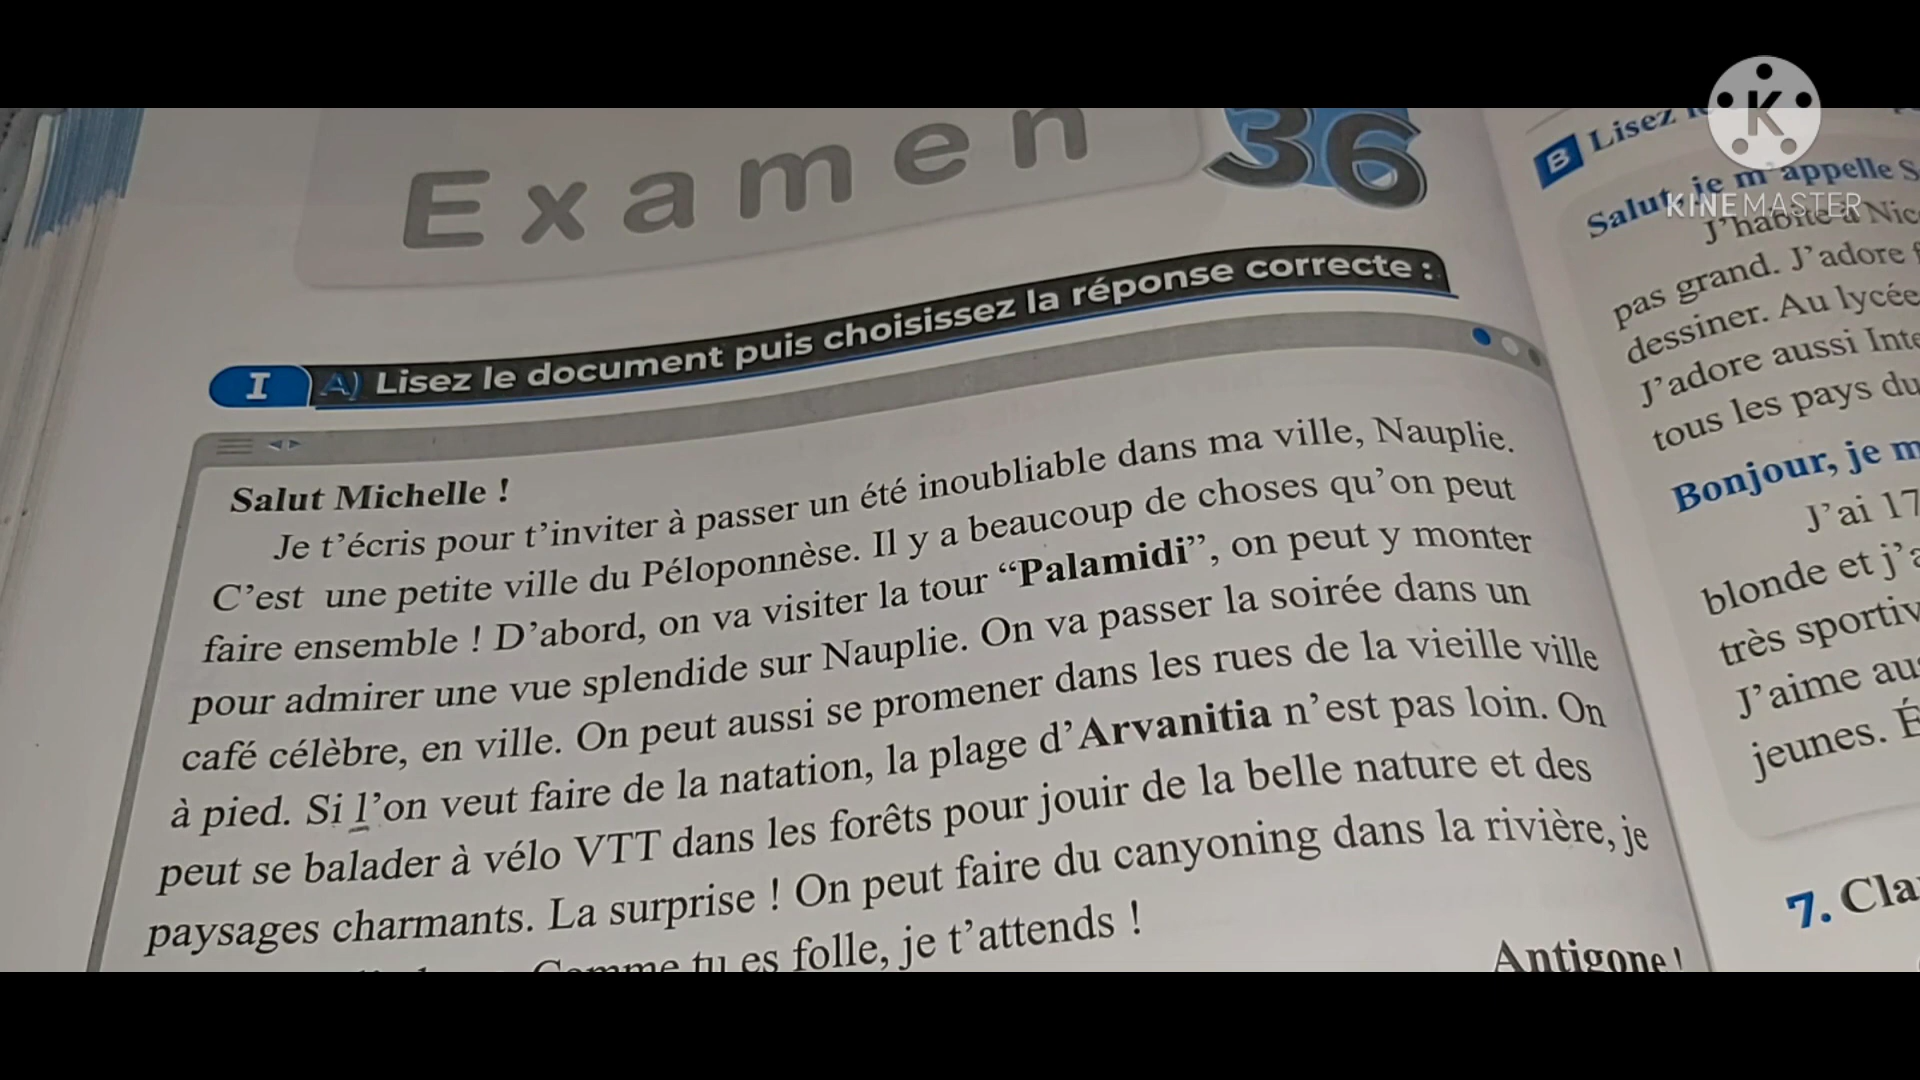 Examen 36
I A) Lisez le document puis choisissez la réponse correcte :
Salut Michelle !
Je t'écris pour t'inviter à passer un été inoubliable dans ma ville, Nauplie.
C'est une petite ville du Péloponnèse. Il y a beaucoup de choses qu'on peut
faire ensemble ! D'abord, on va visiter la tour “Palamidi”, on peut y monter
pour admirer une vue splendide sur Nauplie. On va passer la soirée dans un
café célèbre, en ville. On peut aussi se promener dans les rues de la vieille ville
à pied. Si l'on veut faire de la natation, la plage d'Arvanitia n'est pas loin. On
peut se balader à vélo VTT dans les forêts pour jouir de la belle nature et des
paysages charmants. La surprise ! On peut faire du canyoning dans la rivière, je
Comme tu es folle, je t'attends !
Antigone !
B Lisez
Salut, je m'appelle
J'habite à
pas grand. J'adore
dessiner. Au lycée
J'adore aussi
tous les pays du
Bonjour, je
J'ai 17
blonde et
très
J'aime
jeunes.
7.
K
KINEMASTER